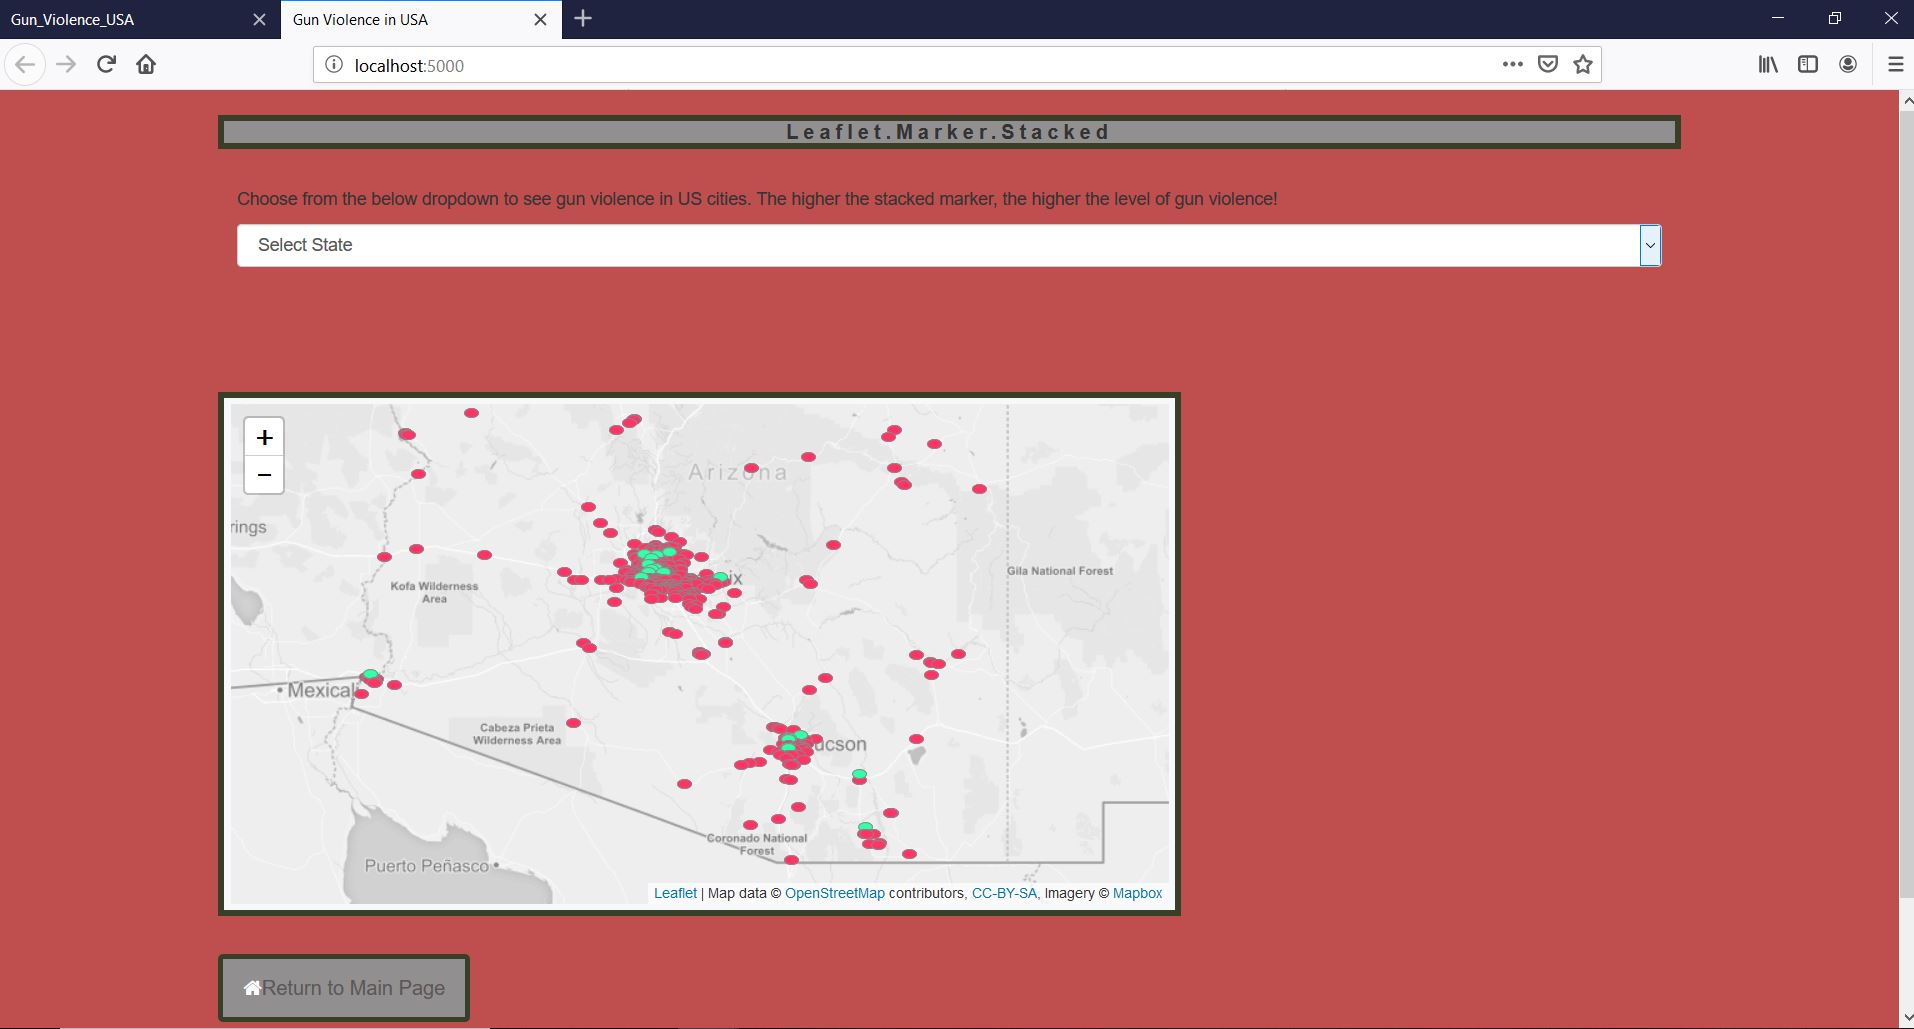 Gun_Violence_USA
Gun Violence in USA
localhost:5000
Leaflet.Marker.Stacked
Choose from the below dropdown to see gun violence in US cities. The higher the stacked marker, the higher the level of gun violence!
Select State
+
−
Arizona
rings
ix
Kofa Wilderness
Area
Gila National Forest
Mexicali
Cabeza Prieta
Wilderness Area
ucson
Coronado National
Forest
Puerto Peñasco
Leaflet | Map data © OpenStreetMap contributors, CC-BY-SA, Imagery © Mapbox
Return to Main Page